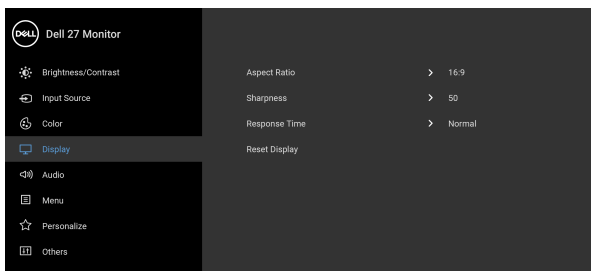 DELL Dell 27 Monitor
Brightness/Contrast
Input Source
Color
Display
Audio
Menu
Personalize
Others
Aspect Ratio 16:9
Sharpness 50
Response Time Normal
Reset Display